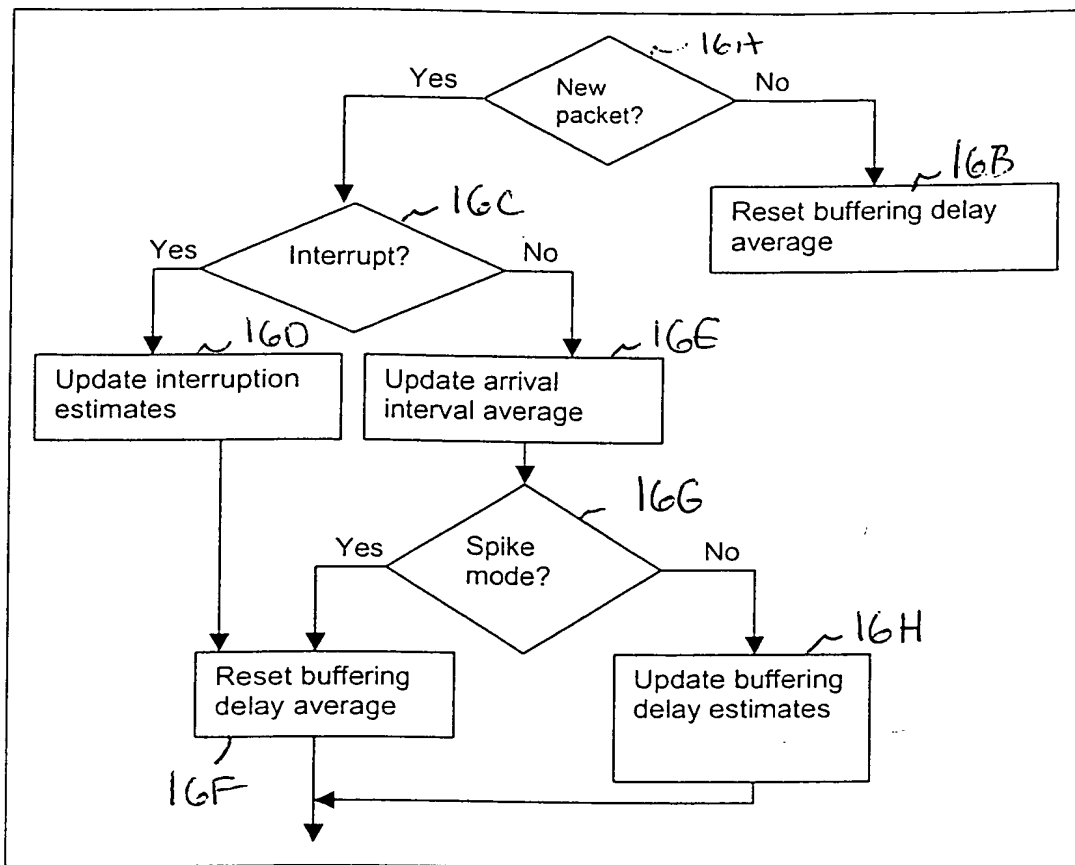 16A
Yes
New
packet?
No
16B
Reset buffering delay
average
16C
Yes
Interrupt?
No
16D
Update interruption
estimates
16E
Update arrival
interval average
16G
Yes
Spike
mode?
No
16H
Reset buffering
delay average
Update buffering
delay estimates
16F